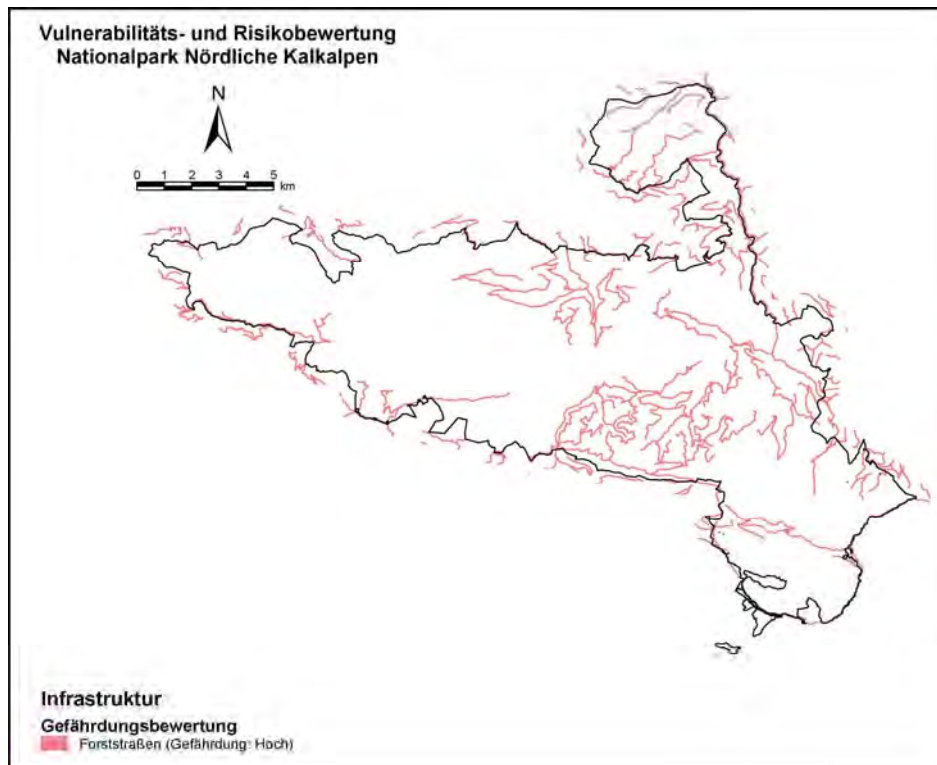 Vulnerabilitäts- und Risikobewertung
Nationalpark Nördliche Kalkalpen
N
0 1 2 3 4 5
km
Infrastruktur
Gefährdungsbewertung
Forststraßen (Gefährdung: Hoch)